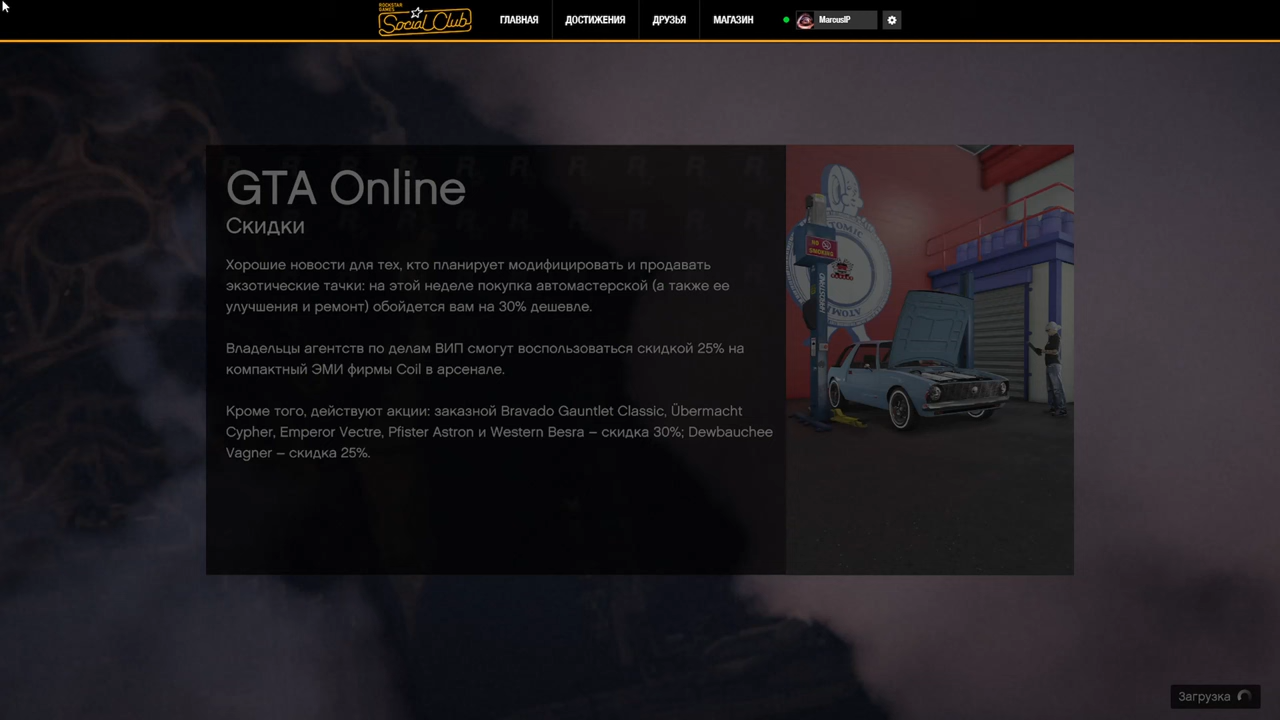 ROCKSTAR
GAMES
Social Club
ГЛАВНАЯ
ДОСТИЖЕНИЯ
ДРУЗЬЯ
МАГАЗИН
MarcusIP
GTA Online
Скидки
Хорошие новости для тех, кто планирует модифицировать и продавать
экзотические тачки: на этой неделе покупка автомастерской (а также ее
улучшения и ремонт) обойдется вам на 30% дешевле.
Владельцы агентств по делам ВИП смогут воспользоваться скидкой 25% на
компактный ЭМИ фирмы Coil в арсенале.
Кроме того, действуют акции: заказной Bravado Gauntlet Classic, Übermacht
Cypher, Emperor Vectre, Pfister Astron и Western Besra – скидка 30%; Dewbauchee
Vagner – скидка 25%.
ATOMIC
NO
SMOKING
Загрузка